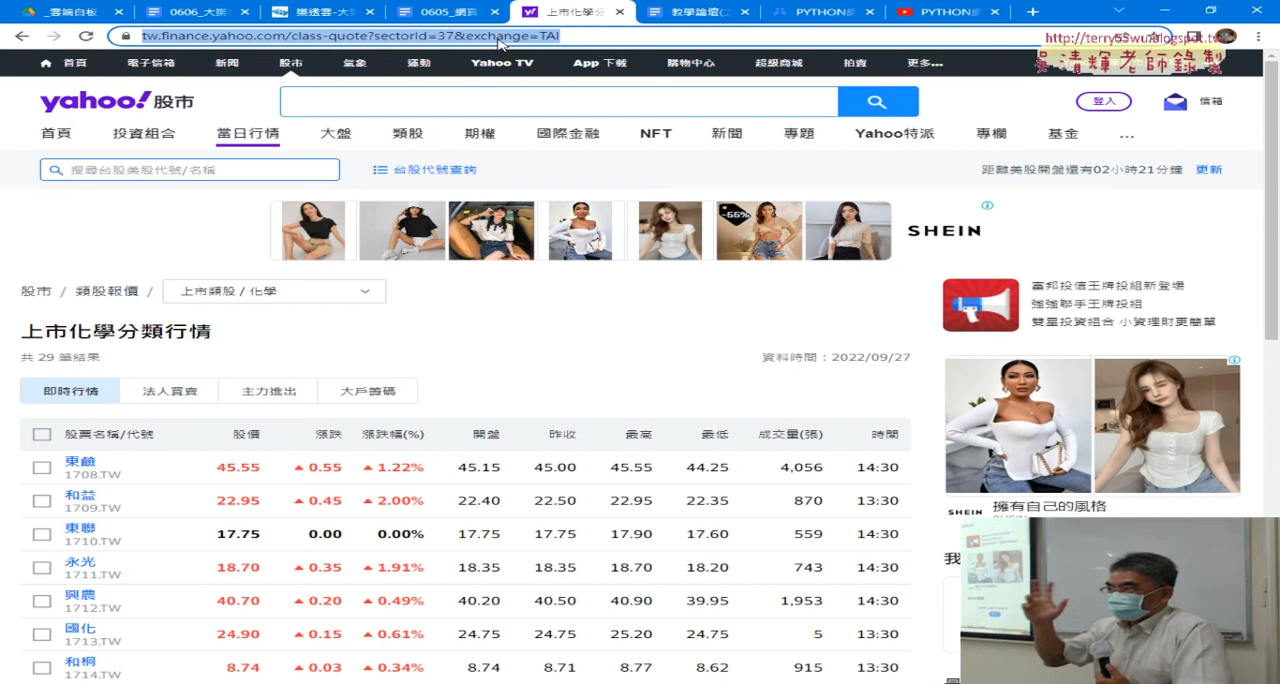 _雲端白板
0606_大樂
樂透雲-大
0605_網頁
上市化學分
教學論壇(二
PYTHON
PYTHON
tw.finance.yahoo.com/class-quote?sectorId=37&exchange=TAI
http://terry55wu.blogspot.tw
吳清輝老師錄製
首頁 電子信箱 新聞 股市 氣象 運動 Yahoo TV App 下載 購物中心 超級商城 拍賣 更多...
yahoo!股市
登入
信箱
首頁 投資組合 當日行情 大盤 類股 期權 國際金融 NFT 新聞 專題 Yahoo特派 專欄 基金 ...
搜尋台股美股代號/名稱
台股代號查詢
距離美股開盤還有02小時21分鐘 更新
-55%
SHEIN
股市 / 類股報價 / 上市類股 / 化學
富邦投信王牌投組新登場
強強聯手王牌投組
雙星投資組合 小資理財更簡單
上市化學分類行情
共 29 筆結果
資料時間：2022/09/27
即時行情 法人買賣 主力進出 大戶籌碼
股票名稱/代號 股價 漲跌 漲跌幅(%) 開盤 昨收 最高 最低 成交量(張) 時間
東鹼 45.55 0.55 1.22% 45.15 45.00 45.55 44.25 4,056 14:30
1708.TW
和益 22.95 0.45 2.00% 22.40 22.50 22.95 22.35 870 13:30
1709.TW
東聯 17.75 0.00 0.00% 17.75 17.75 17.90 17.60 559 14:30
1710.TW
永光 18.70 0.35 1.91% 18.35 18.35 18.70 18.20 743 14:30
1711.TW
興農 40.70 0.20 0.49% 40.20 40.50 40.90 39.95 1,953 14:30
1712.TW
國化 24.90 0.15 0.61% 24.75 24.75 25.20 24.75 5 13:30
1713.TW
和桐 8.74 0.03 0.34% 8.74 8.71 8.77 8.62 915 13:30
1714.TW
SHEIN 擁有自己的風格
我